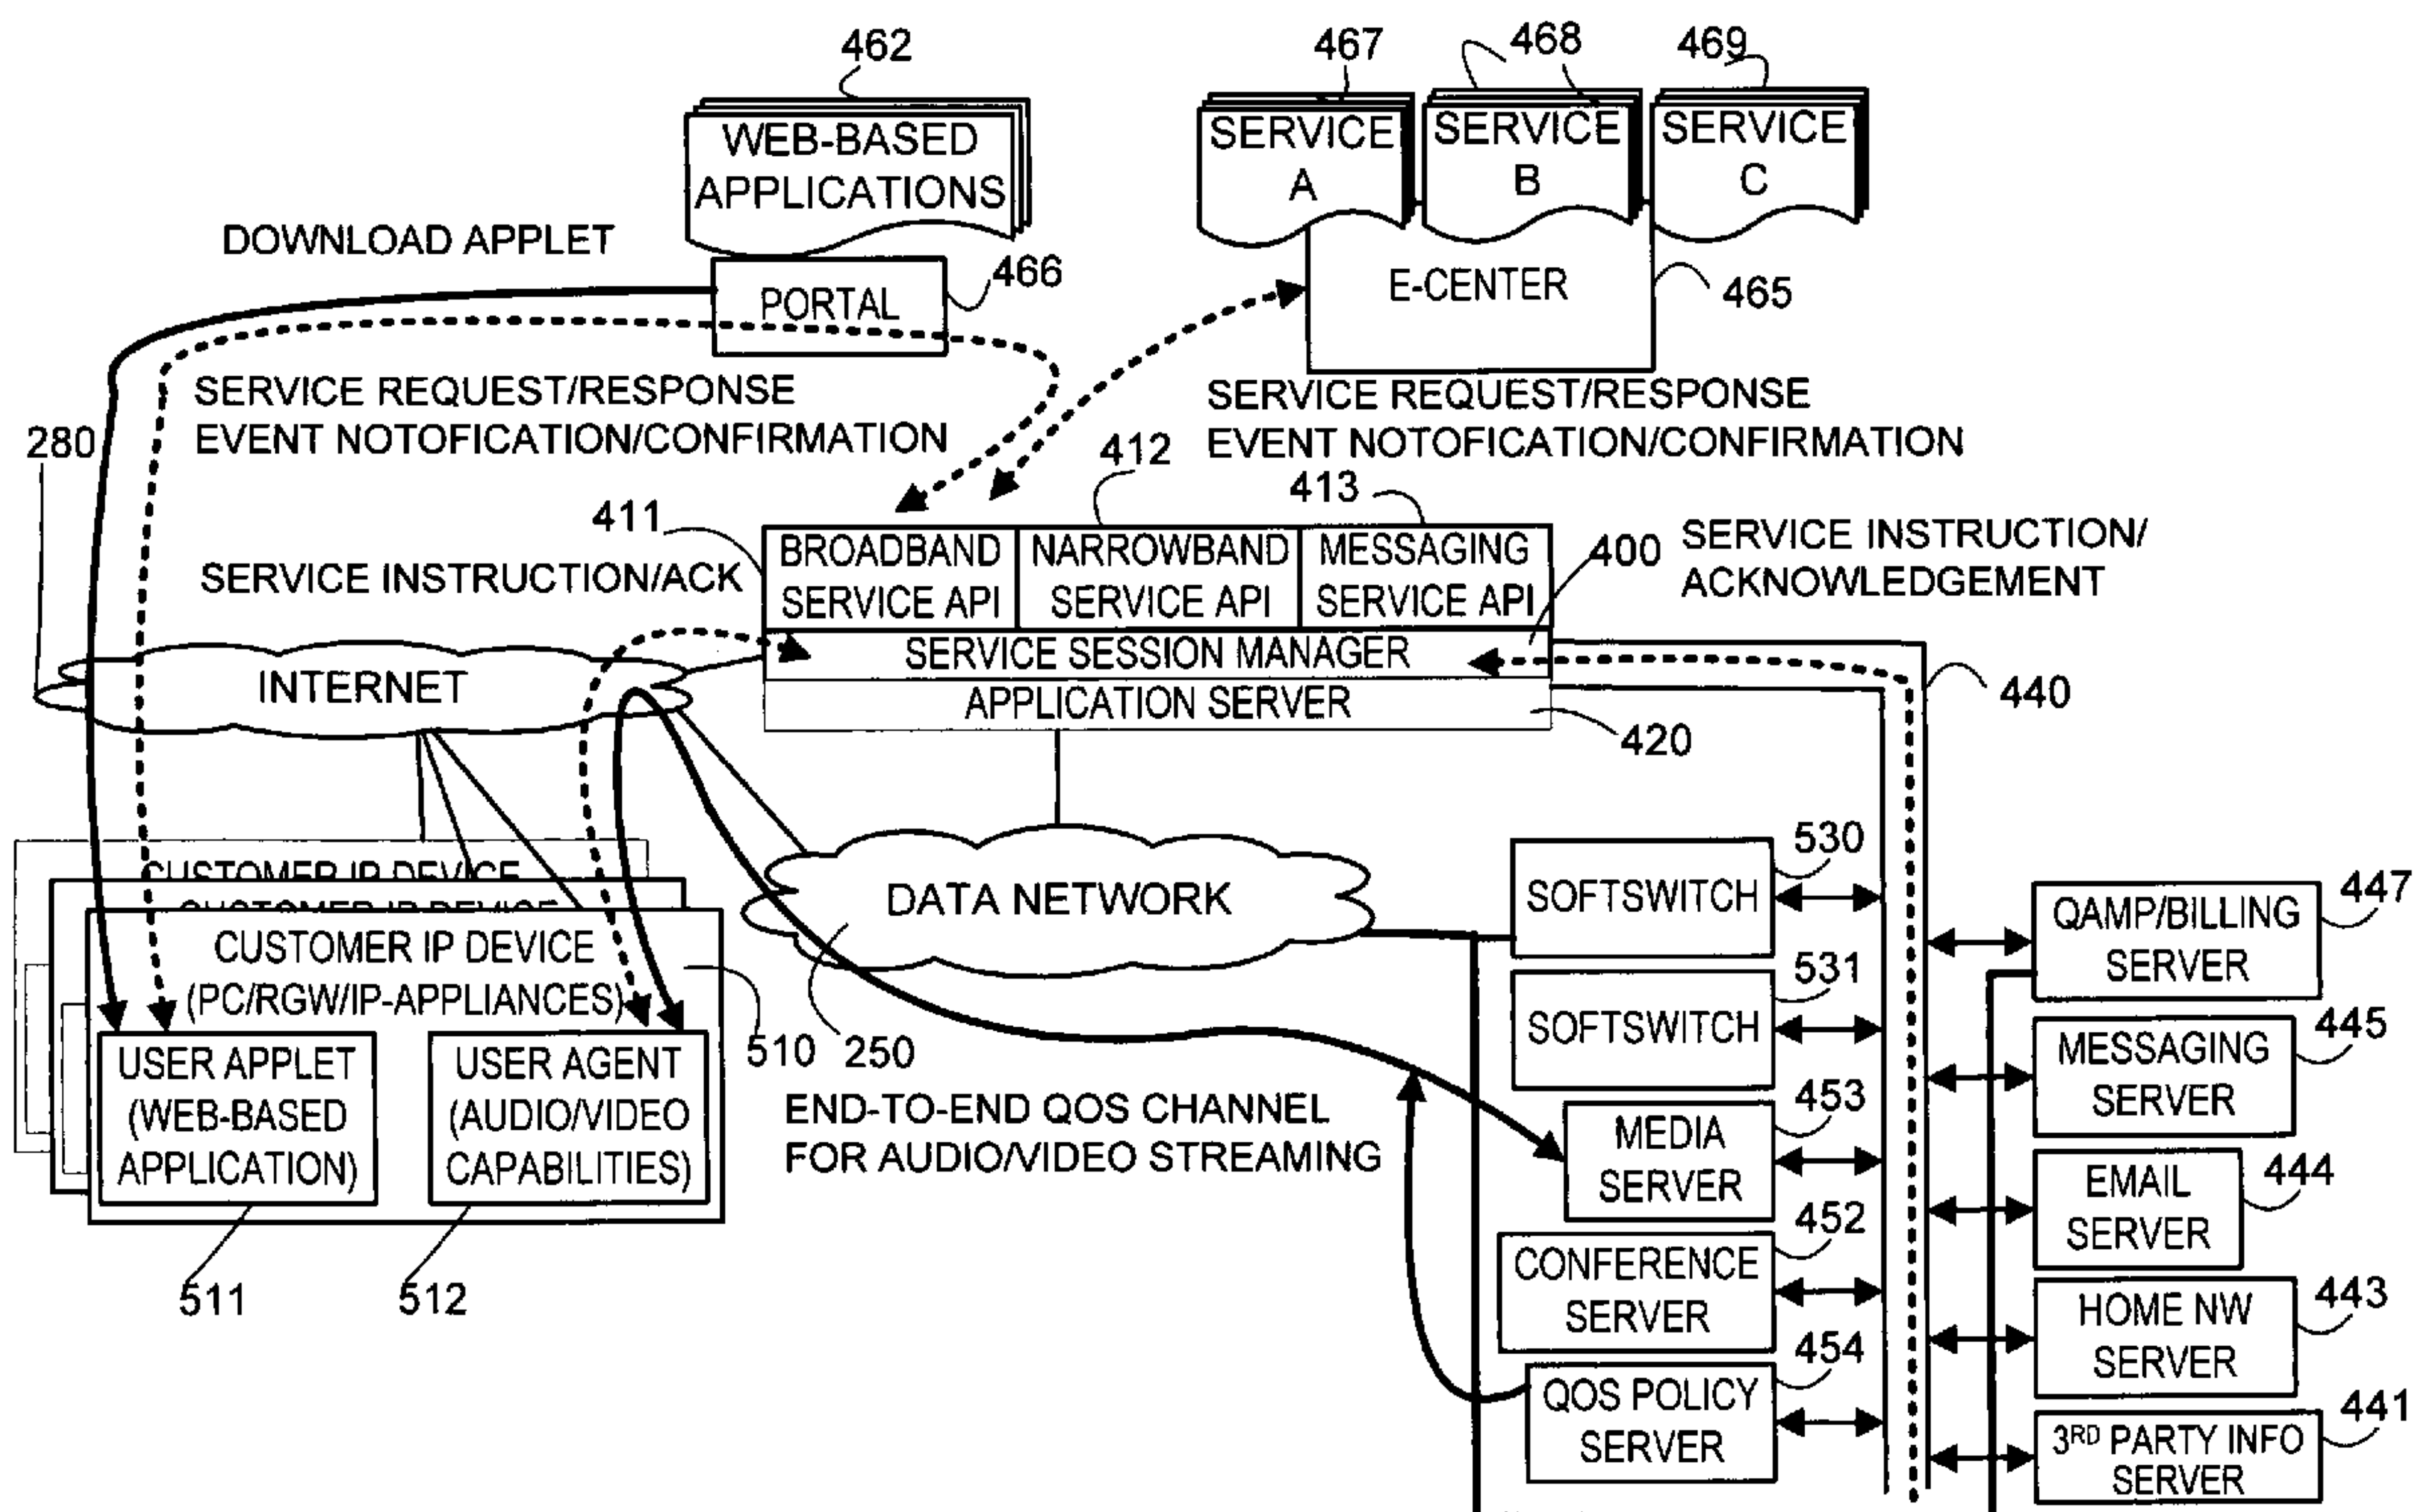 462
467
468
469
WEB-BASED
APPLICATIONS
SERVICE
A
SERVICE
B
SERVICE
C
DOWNLOAD APPLET
466
PORTAL
E-CENTER
465
SERVICE REQUEST/RESPONSE
EVENT NOTOFICATION/CONFIRMATION
SERVICE REQUEST/RESPONSE
EVENT NOTOFICATION/CONFIRMATION
280
412
413
411
BROADBAND
SERVICE API
NARROWBAND
SERVICE API
MESSAGING
SERVICE API
400
SERVICE INSTRUCTION/
ACKNOWLEDGEMENT
SERVICE INSTRUCTION/ACK
SERVICE SESSION MANAGER
INTERNET
440
APPLICATION SERVER
420
530
SOFTSWITCH
CUSTOMER IP DEVICE
CUSTOMER IP DEVICE
CUSTOMER IP DEVICE
(PC/RGW/IP-APPLIANCES)
DATA NETWORK
447
QAMP/BILLING
SERVER
531
SOFTSWITCH
510
250
445
MESSAGING
SERVER
USER APPLET
(WEB-BASED
APPLICATION)
USER AGENT
(AUDIO/VIDEO
CAPABILITIES)
END-TO-END QOS CHANNEL
FOR AUDIO/VIDEO STREAMING
453
MEDIA
SERVER
444
EMAIL
SERVER
511
512
452
CONFERENCE
SERVER
443
HOME NW
SERVER
454
QOS POLICY
SERVER
441
3RD PARTY INFO
SERVER